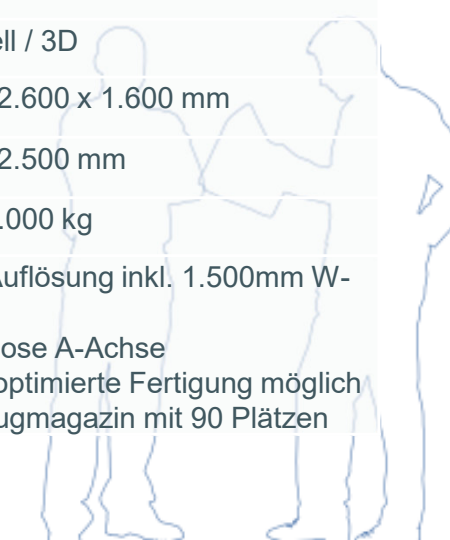 ell / 3D
2.600 x 1.600 mm
2.500 mm
.000 kg
uflösung inkl. 1.500mm W-
ose A-Achse
optimierte Fertigung möglich
ugmagazin mit 90 Plätzen